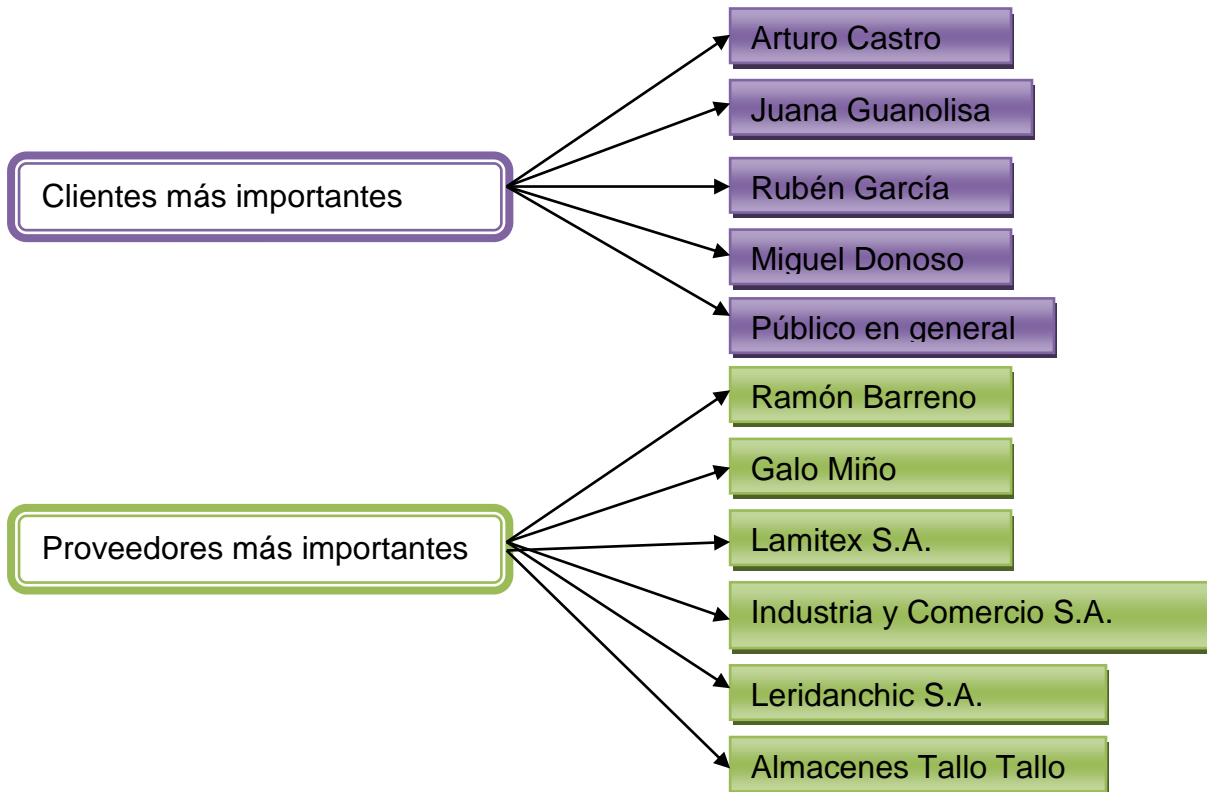 Clientes más importantes
Arturo Castro
Juana Guanolisa
Rubén García
Miguel Donoso
Público en general
Proveedores más importantes
Ramón Barreno
Galo Miño
Lamitex S.A.
Industria y Comercio S.A.
Leridanchic S.A.
Almacenes Tallo Tallo